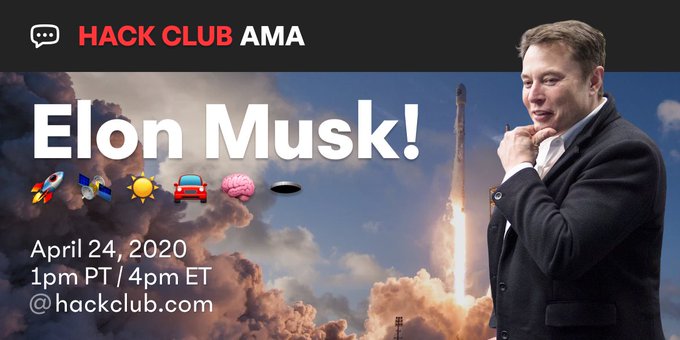 HACK CLUB AMA
Elon Musk!
April 24, 2020
1pm PT / 4pm ET
@hackclub.com